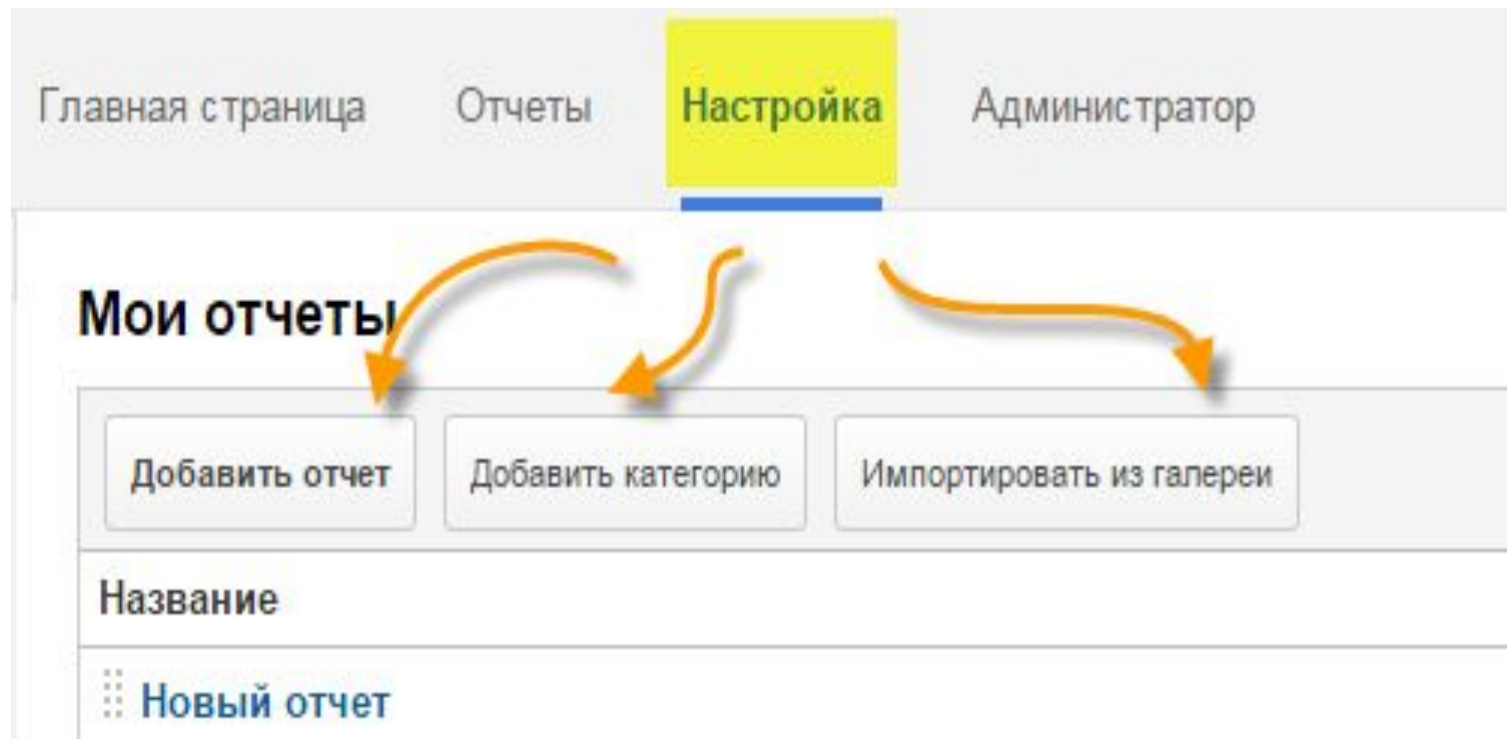 Главная страница Отчеты Настройка Администратор
Мои отчеты
Добавить отчет Добавить категорию Импортировать из галереи
Название
Новый отчет